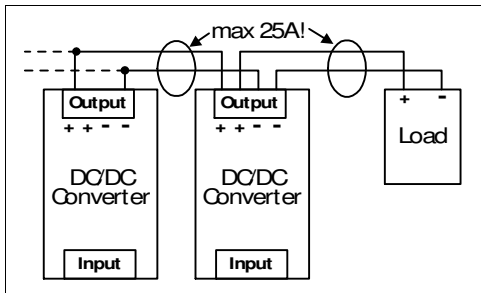 max 25A!
Output
+ + - -
DC/DC
Converter
Input
Output
+ + - -
DC/DC
Converter
Input
+ -
Load